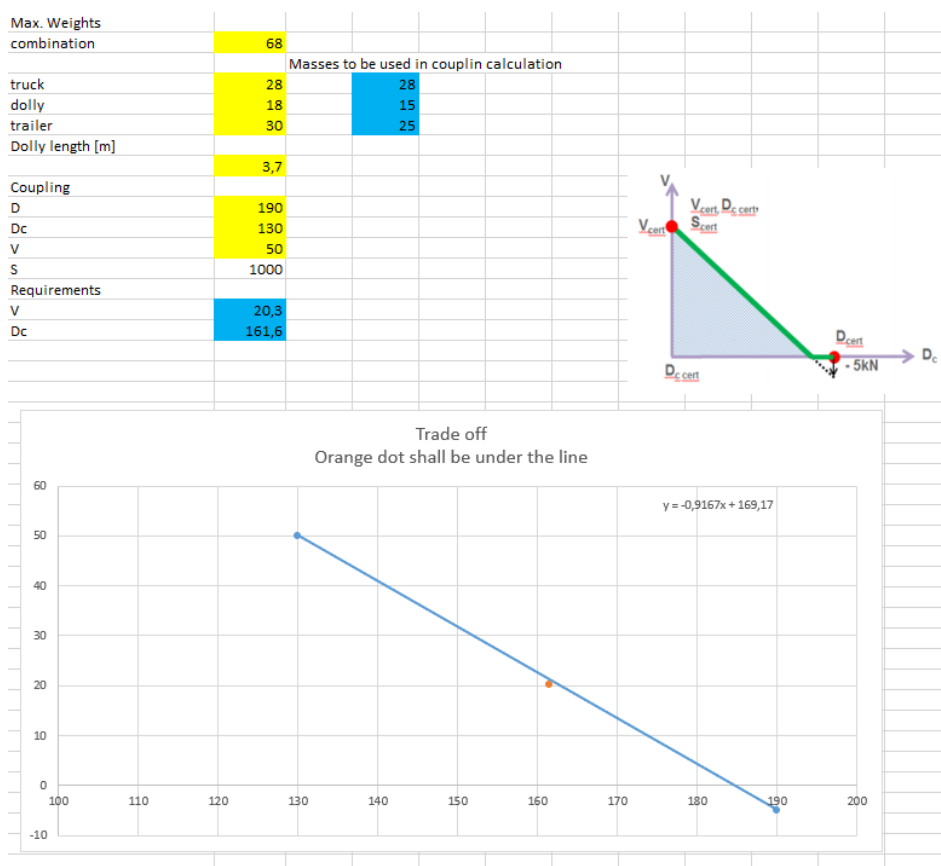 Max. Weights
combination 68
Masses to be used in couplin calculation
truck 28 28
dolly 18 15
trailer 30 25
Dolly length [m]
3,7
Coupling
D 190
Dc 130
V 50
S 1000
Requirements
V 20,3
Dc 161,6
V
Vcert, Dc cert,
Vcert Scert
Dcert
Dc
- 5kN
Dc cert
Trade off
Orange dot shall be under the line
60
y = -0,9167x + 169,17
50
40
30
20
10
0
100 110 120 130 140 150 160 170 180 190 200
-10